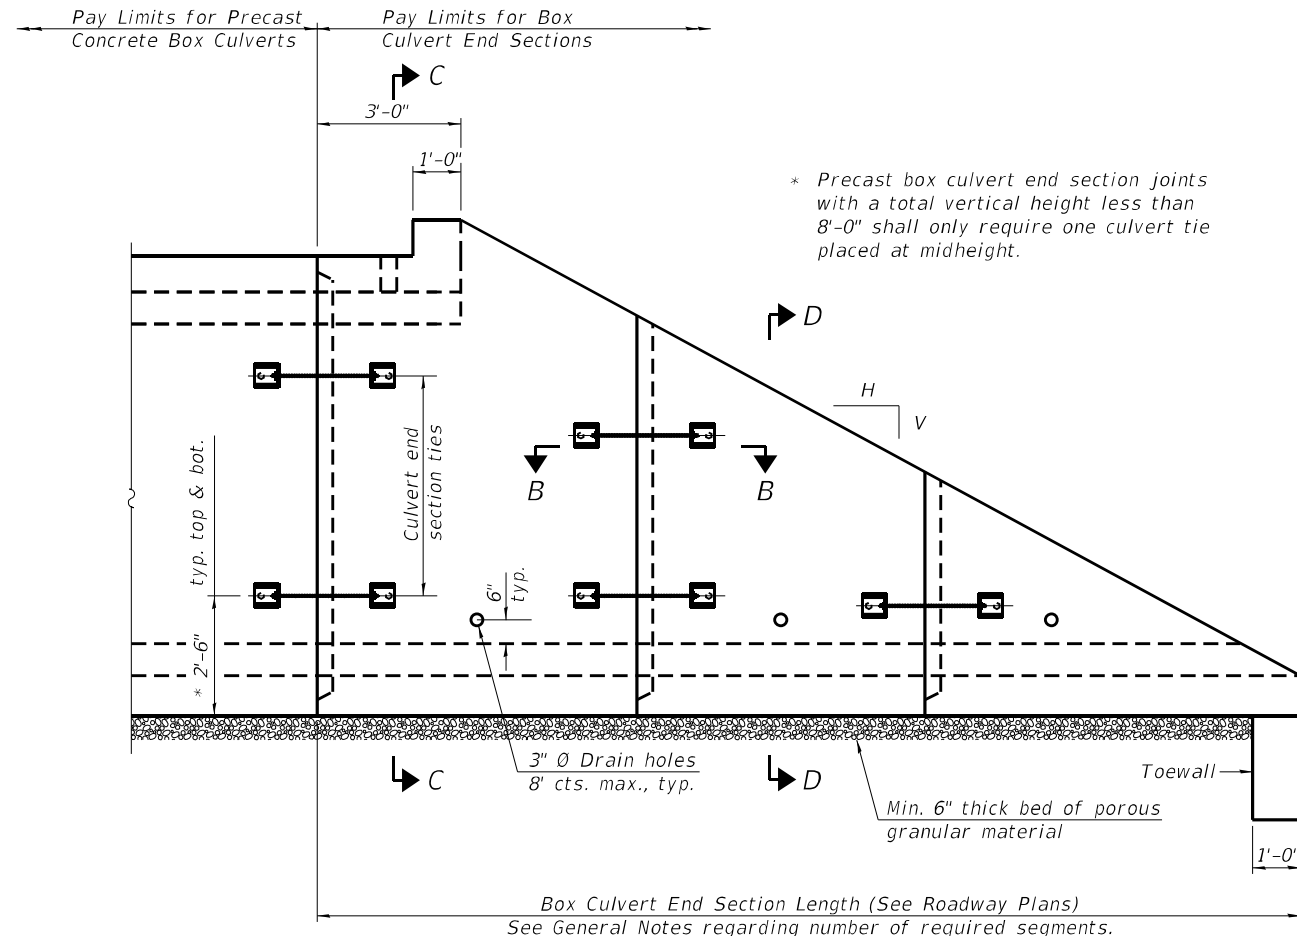 Pay Limits for Precast
Concrete Box Culverts
Pay Limits for Box
Culvert End Sections
C
3'-0"
1'-0"
* Precast box culvert end section joints
with a total vertical height less than
8'-0" shall only require one culvert tie
placed at midheight.
D
H
V
typ. top & bot.
Culvert end
section ties
B
B
6"
typ.
* 2'-6"
3" Ø Drain holes
8' cts. max., typ.
C
D
Toewall
Min. 6" thick bed of porous
granular material
1'-0"
Box Culvert End Section Length (See Roadway Plans)
See General Notes regarding number of required segments.